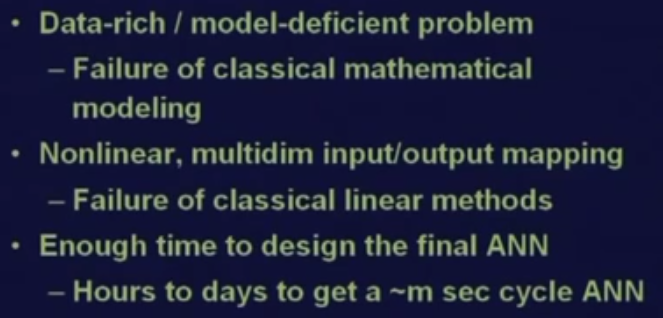 • Data-rich / model-deficient problem
– Failure of classical mathematical
modeling
• Nonlinear, multidim input/output mapping
– Failure of classical linear methods
• Enough time to design the final ANN
– Hours to days to get a ~m sec cycle ANN